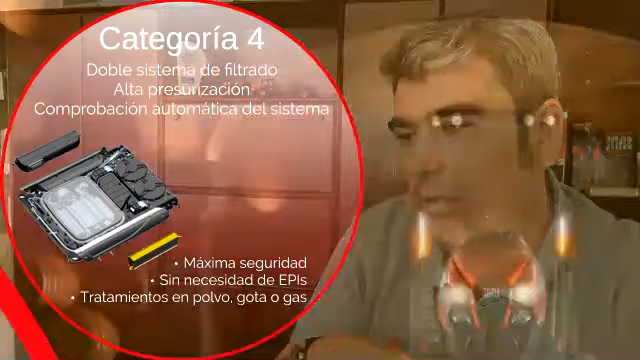 Categoría 4
Doble sistema de filtrado
Alta presurización
Comprobación automática del sistema
• Máxima seguridad
• Sin necesidad de EPIs
• Tratamientos en polvo, gota o gas